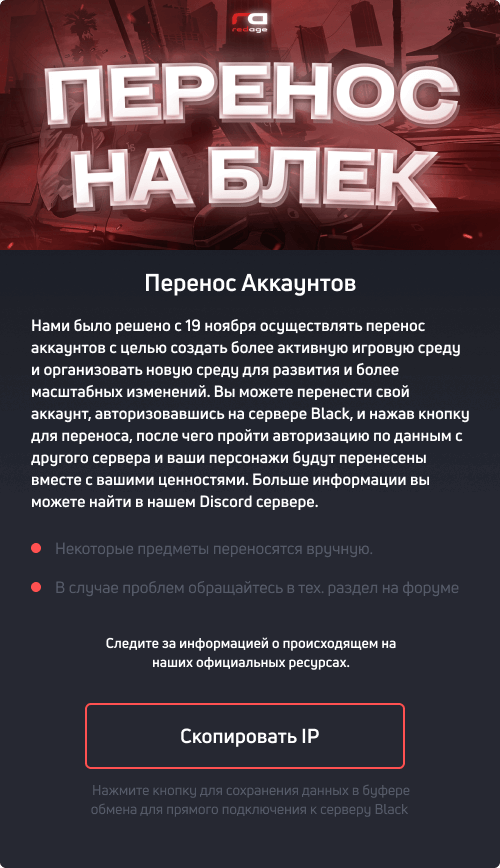 redage
ПЕРЕНОС
НА БЛЕК
Перенос Аккаунтов
Нами было решено с 19 ноября осуществлять перенос
аккаунтов с целью создать более активную игровую среду
и организовать новую среду для развития и более
масштабных изменений. Вы можете перенести свой
аккаунт, авторизовавшись на сервере Black, и нажав кнопку
для переноса, после чего пройти авторизацию по данным с
другого сервера и ваши персонажи будут перенесены
вместе с вашими ценностями. Больше информации вы
можете найти в нашем Discord сервере.
Некоторые предметы переносятся вручную.
В случае проблем обращайтесь в тех. раздел на форуме
Следите за информацией о происходящем на
наших официальных ресурсах.
Скопировать IP
Нажмите кнопку для сохранения данных в буфере
обмена для прямого подключения к серверу Black